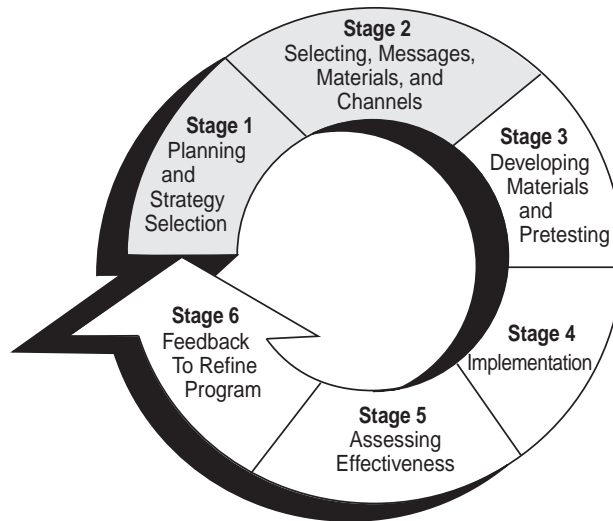 Stage 1
Planning
and
Strategy
Selection
Stage 2
Selecting, Messages,
Materials, and
Channels
Stage 3
Developing
Materials
and
Pretesting
Stage 4
Implementation
Stage 5
Assessing
Effectiveness
Stage 6
Feedback
To Refine
Program